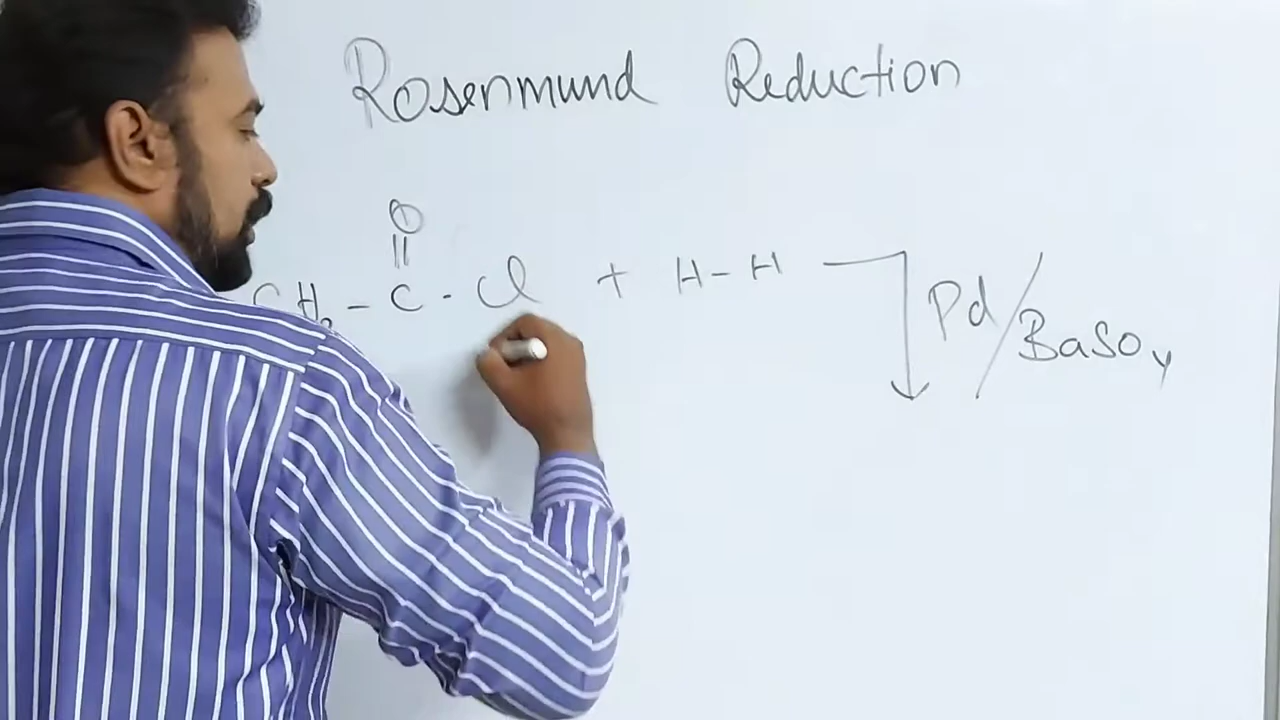 Rosenmund Reduction
O
||
CH3 - C - Cl + H-H Pd/BaSO4